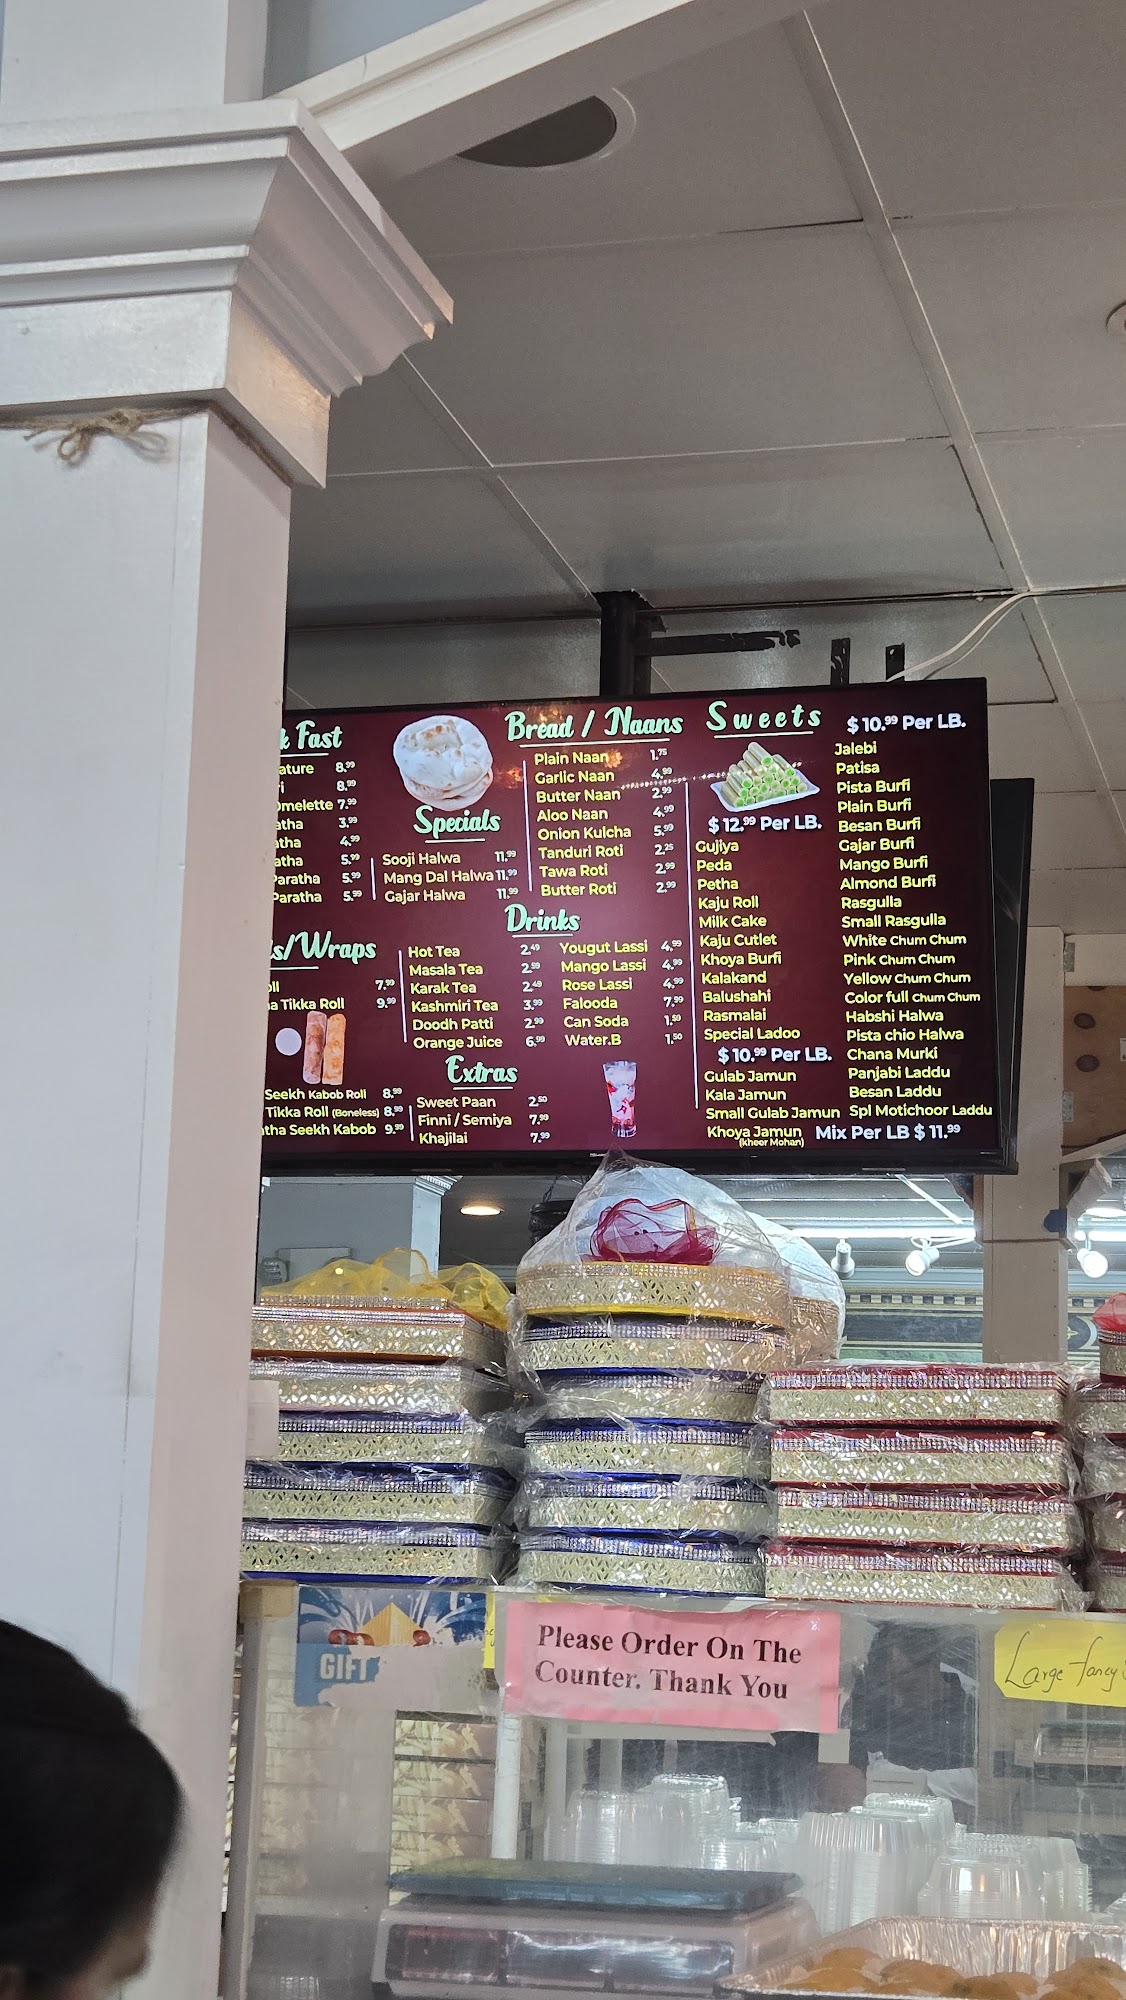 k Fast
ature 8.99
i 8.99
Omelette 7.99
atha 3.99
atha 4.99
atha 5.99
Paratha 5.99
Paratha 5.99
s/Wraps
oll 7.99
a Tikka Roll 9.99
Seekh Kabob Roll 8.99
Tikka Roll (Boneless) 8.99
tha Seekh Kabob 9.99
Specials
Sooji Halwa 11.99
Mang Dal Halwa 11.99
Gajar Halwa 11.99
Bread / Naans
Plain Naan 1.75
Garlic Naan 4.99
Butter Naan 2.99
Aloo Naan 4.99
Onion Kulcha 5.99
Tanduri Roti 2.25
Tawa Roti 2.99
Butter Roti 2.99
Drinks
Hot Tea 2.49
Masala Tea 2.59
Karak Tea 2.49
Kashmiri Tea 3.99
Doodh Patti 2.99
Orange Juice 6.99
Yougut Lassi 4.99
Mango Lassi 4.99
Rose Lassi 4.99
Falooda 7.99
Can Soda 1.50
Water.B 1.50
Extras
Sweet Paan 2.50
Finni / Semiya 7.99
Khajilai 7.99
Sweets
$ 12.99 Per LB.
Gujiya
Peda
Petha
Kaju Roll
Milk Cake
Kaju Cutlet
Khoya Burfi
Kalakand
Balushahi
Rasmalai
Special Ladoo
$ 10.99 Per LB.
Gulab Jamun
Kala Jamun
Small Gulab Jamun
Khoya Jamun
(Kheer Mohan)
$ 10.99 Per LB.
Jalebi
Patisa
Pista Burfi
Plain Burfi
Besan Burfi
Gajar Burfi
Mango Burfi
Almond Burfi
Rasgulla
Small Rasgulla
White Chum Chum
Pink Chum Chum
Yellow Chum Chum
Color full Chum Chum
Habshi Halwa
Pista chio Halwa
Chana Murki
Panjabi Laddu
Besan Laddu
Spl Motichoor Laddu
Mix Per LB $ 11.99
GIFT
Please Order On The
Counter. Thank You
Large fancy